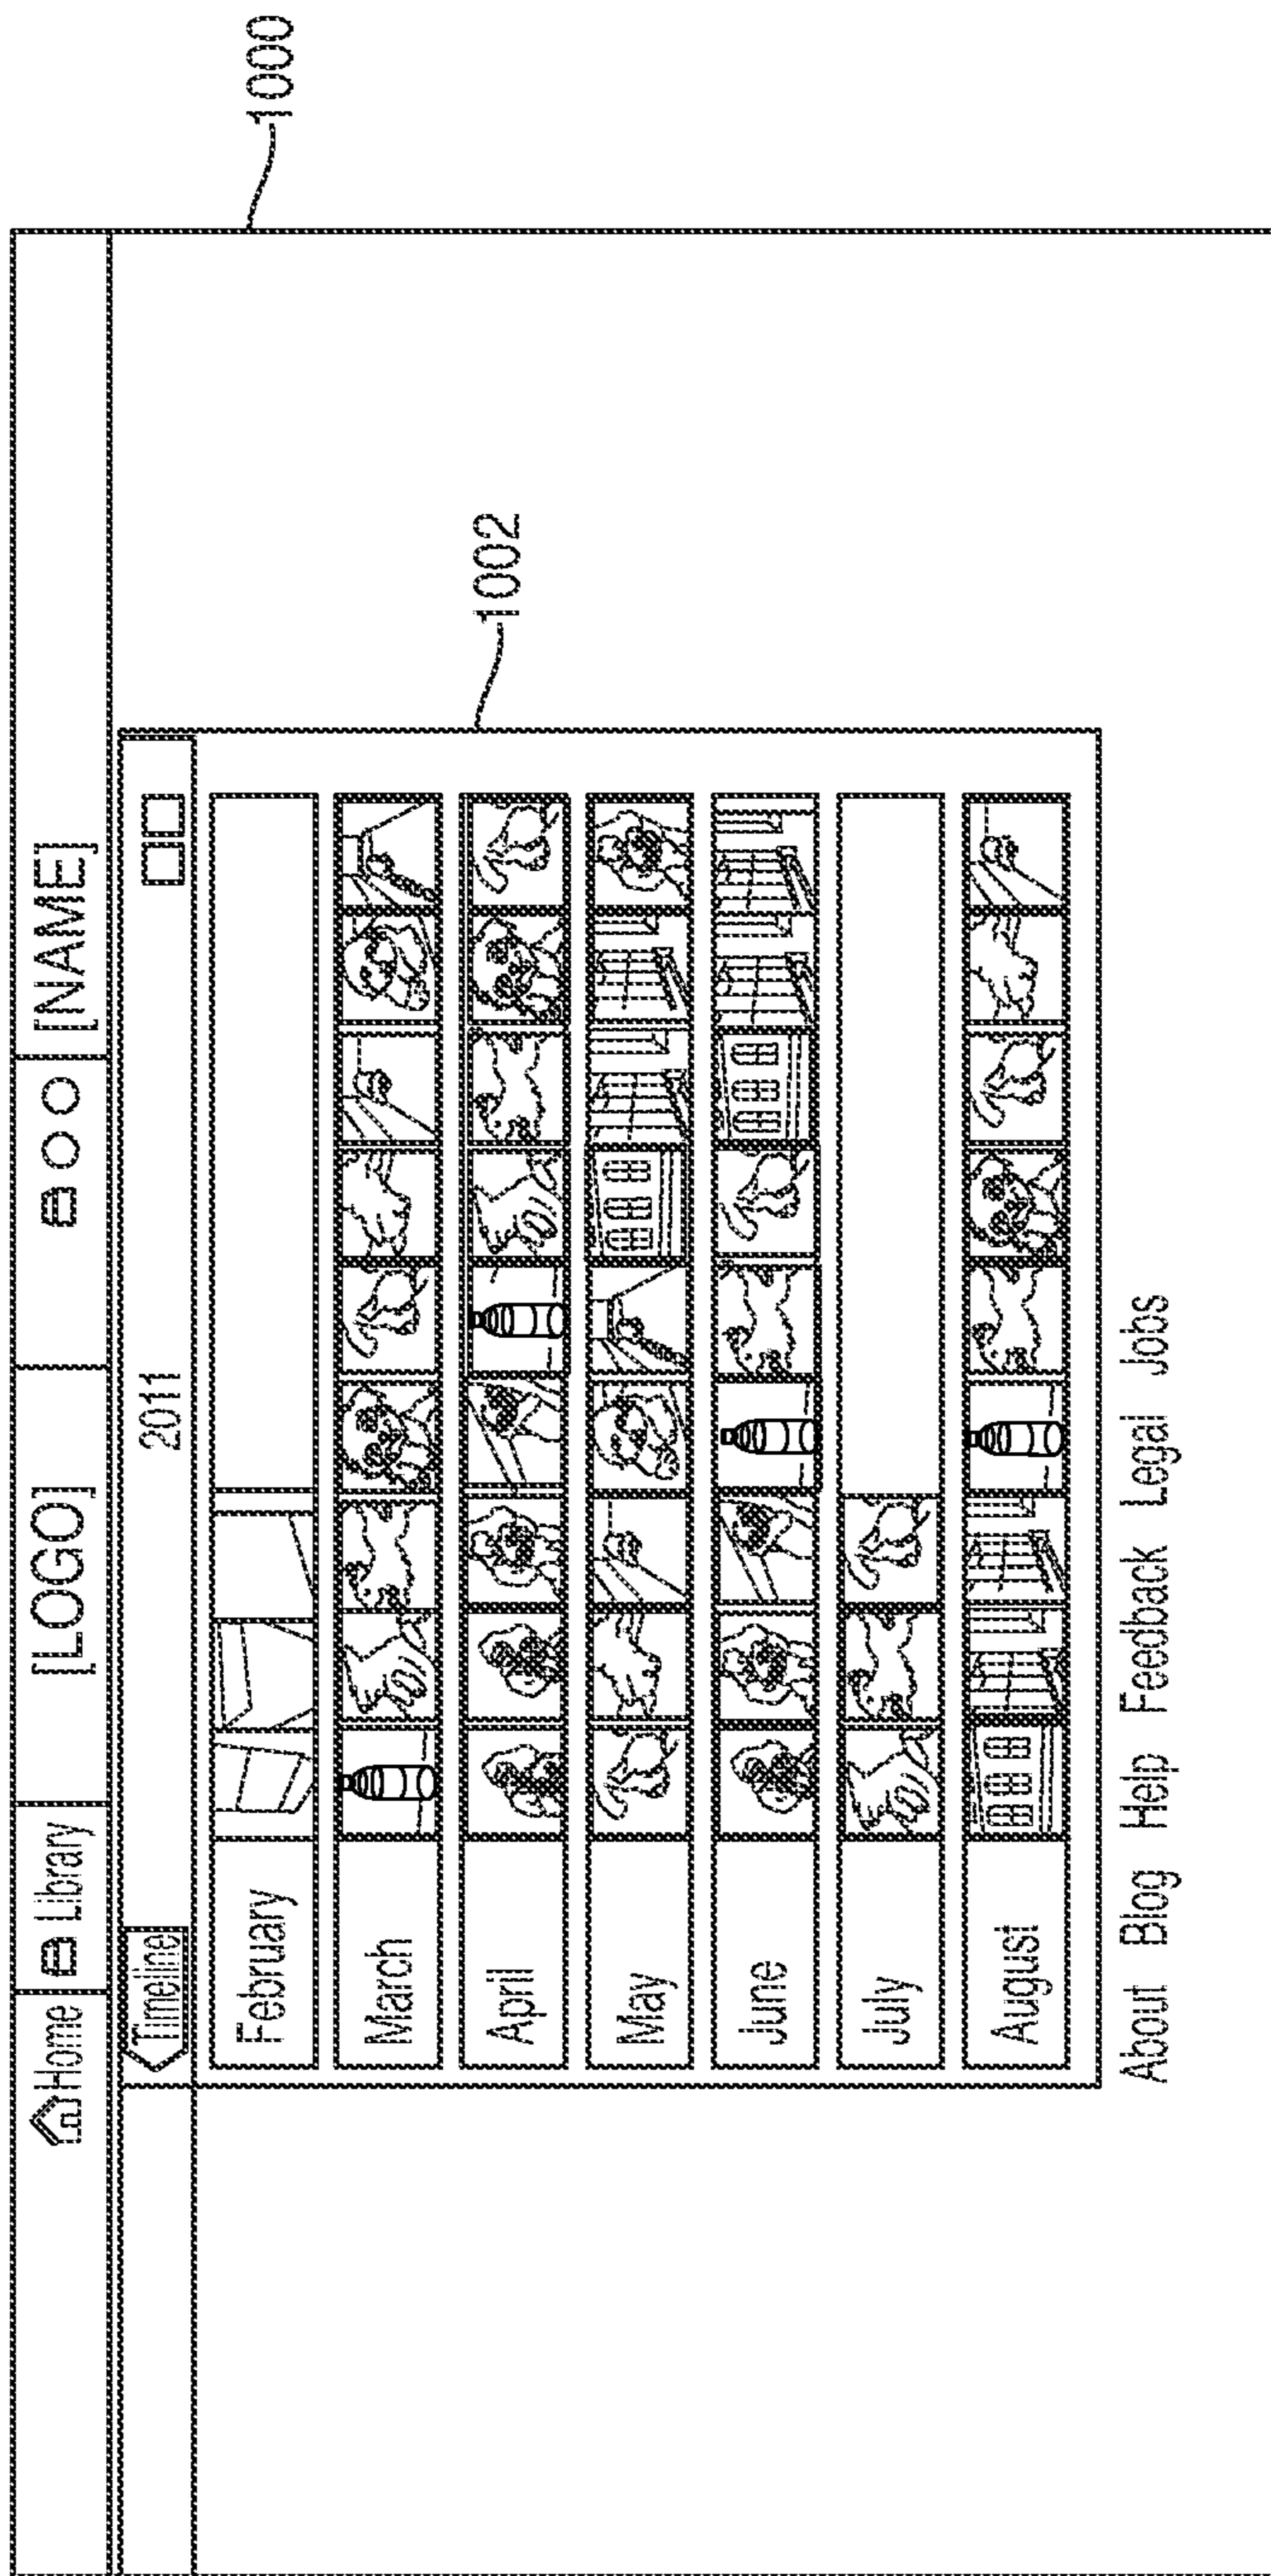 Home Library [LOGO] [NAME]
1000
Timeline 2011
1002
February
March
April
May
June
July
August
About Blog Help Feedback Legal Jobs